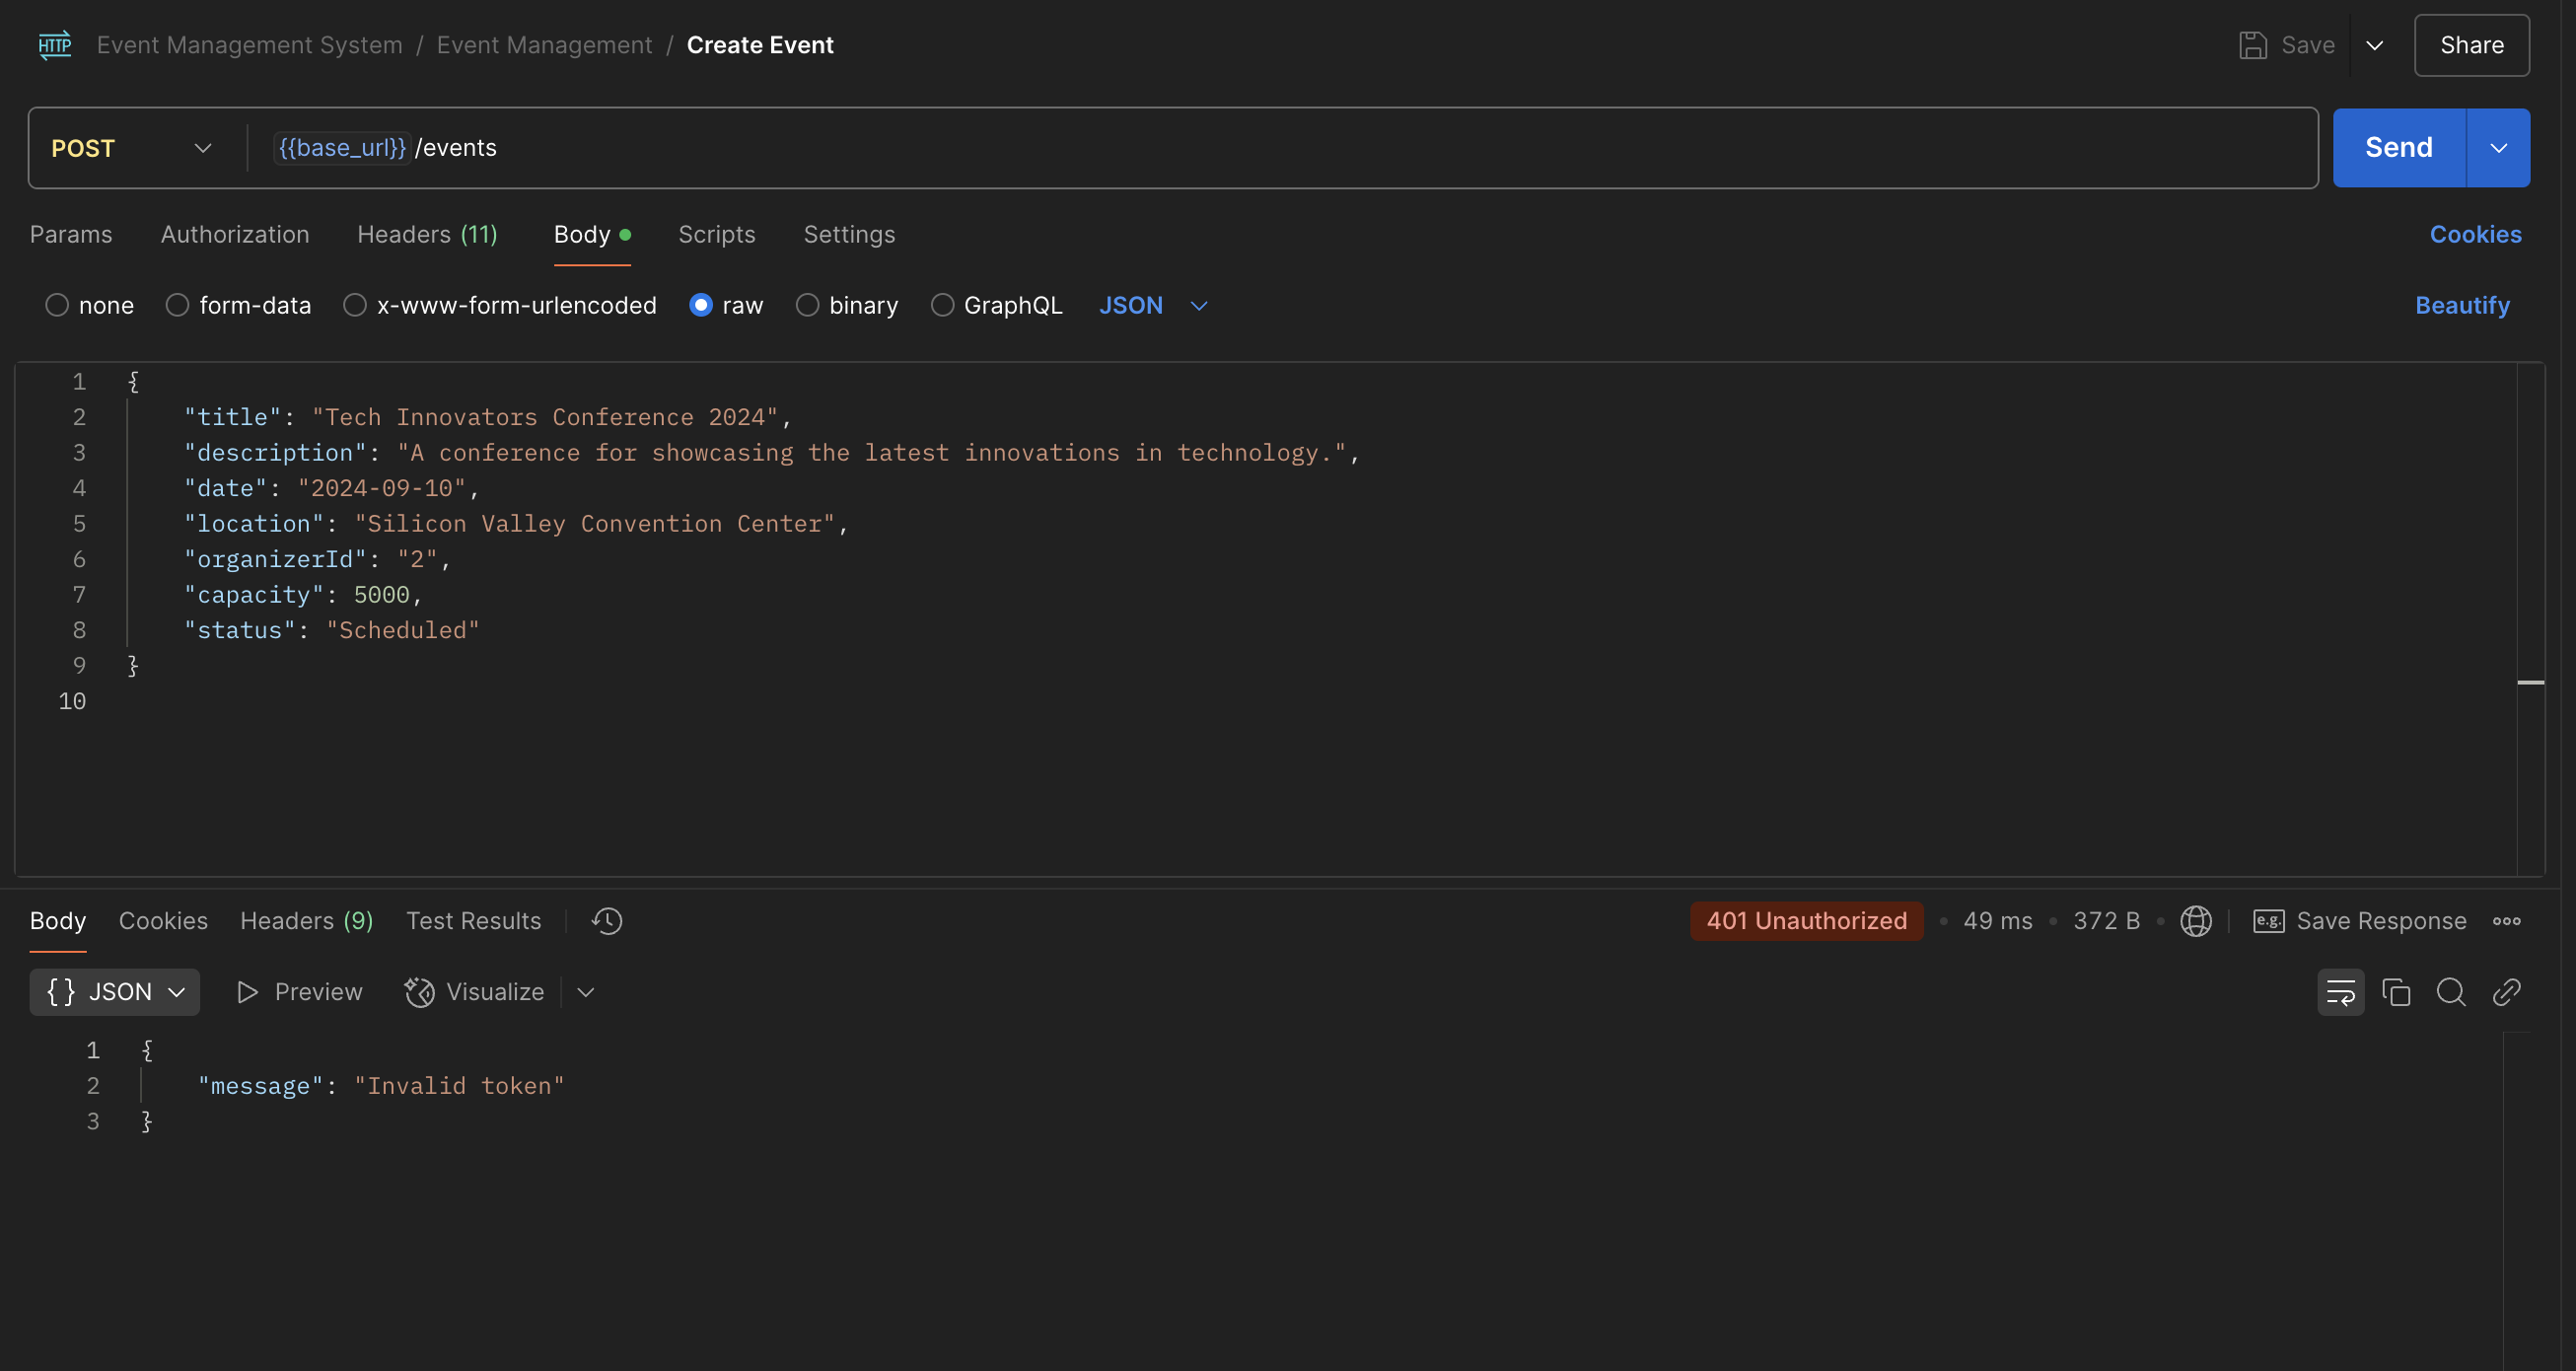 HTTP Event Management System / Event Management / Create Event Save Share
POST {{base_url}}/events Send
Params Authorization Headers (11) Body Scripts Settings Cookies
none form-data x-www-form-urlencoded raw binary GraphQL JSON Beautify
1 {
2 "title": "Tech Innovators Conference 2024",
3 "description": "A conference for showcasing the latest innovations in technology.",
4 "date": "2024-09-10",
5 "location": "Silicon Valley Convention Center",
6 "organizerId": "2",
7 "capacity": 5000,
8 "status": "Scheduled"
9 }
10
Body Cookies Headers (9) Test Results 401 Unauthorized • 49 ms • 372 B • e.g. Save Response
{} JSON Preview Visualize
1 {
2 "message": "Invalid token"
3 }